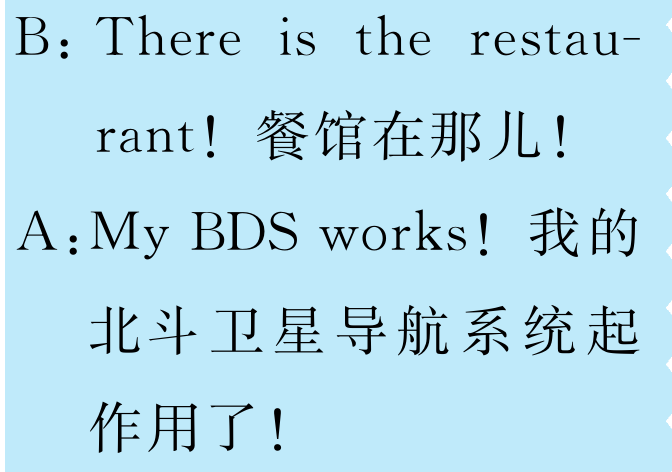 B: There is the restau-
rant! 餐馆在那儿!
A:My BDS works! 我的
北斗卫星导航系统起
作用了!